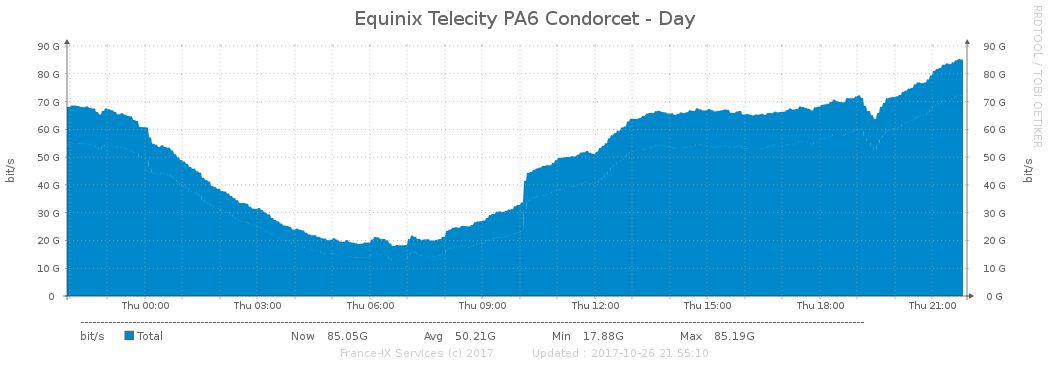 Equinix Telecity PA6 Condorcet - Day
RRDTOOL / TOBI OETIKER
90 G 90 G
80 G 80 G
70 G 70 G
60 G 60 G
50 G 50 G
40 G 40 G
30 G 30 G
20 G 20 G
10 G 10 G
0 0 G
bit/s bit/s
Thu 00:00 Thu 03:00 Thu 06:00 Thu 09:00 Thu 12:00 Thu 15:00 Thu 18:00 Thu 21:00
bit/s Total Now 85.05G Avg 50.21G Min 17.88G Max 85.19G
France-IX Services (c) 2017 Updated : 2017-10-26 21:55:10